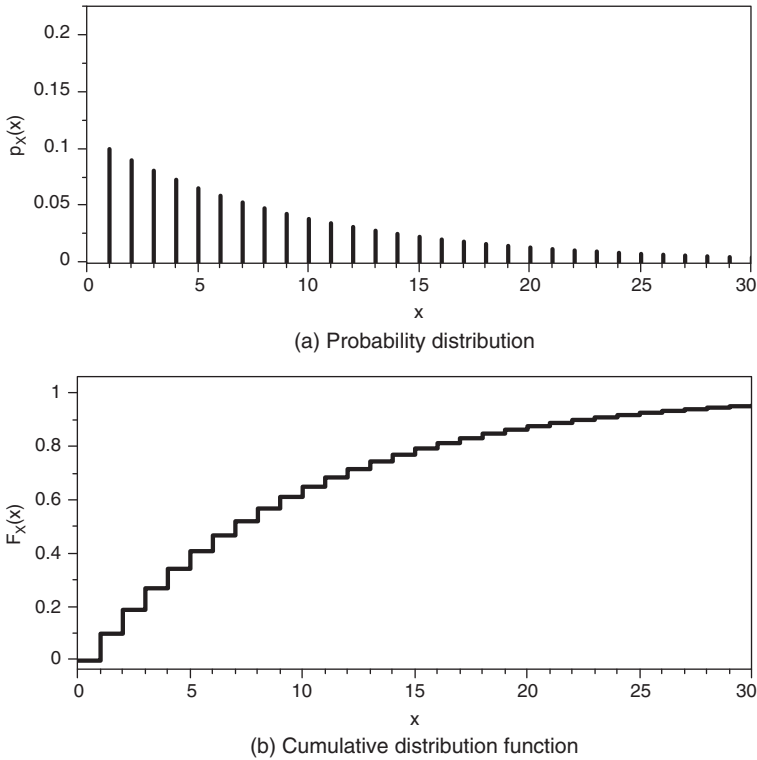 0.2
0.15
0.1
0.05
0
pX(x)
0 5 10 15 20 25 30
x
(a) Probability distribution
1
0.8
0.6
0.4
0.2
0
FX(x)
0 5 10 15 20 25 30
x
(b) Cumulative distribution function